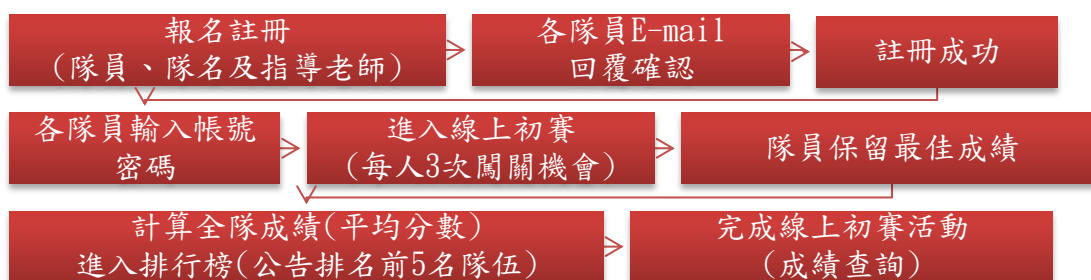 報名註冊
(隊員、隊名及指導老師)
各隊員E-mail
回覆確認
註冊成功
各隊員輸入帳號
密碼
進入線上初賽
(每人3次闖關機會)
隊員保留最佳成績
計算全隊成績(平均分數)
進入排行榜(公告排名前5名隊伍)
完成線上初賽活動
(成績查詢)